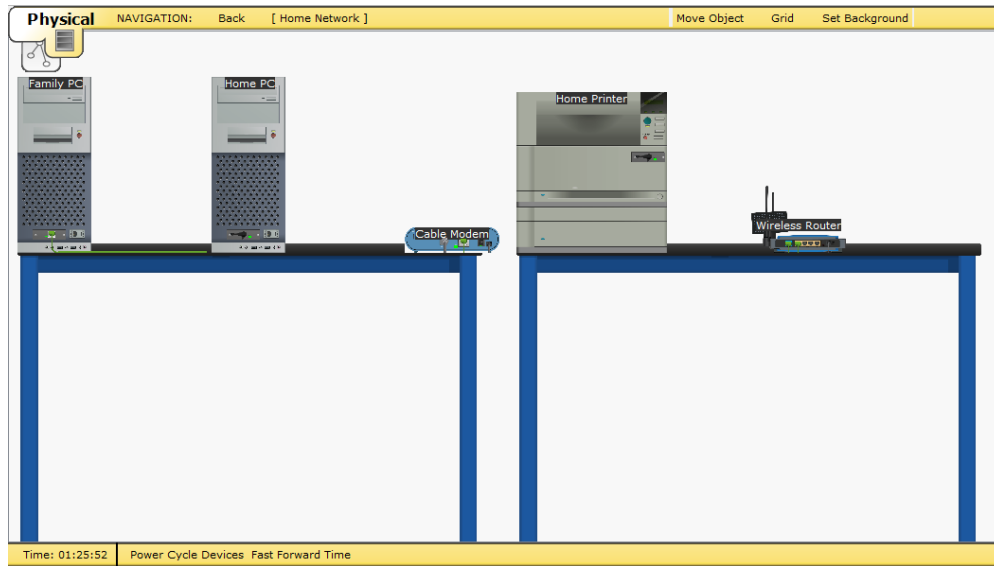 Physical NAVIGATION: Back [ Home Network ] Move Object Grid Set Background
Family PC Home PC Home Printer
Wireless Router
Cable Modem
Time: 01:25:52 Power Cycle Devices Fast Forward Time